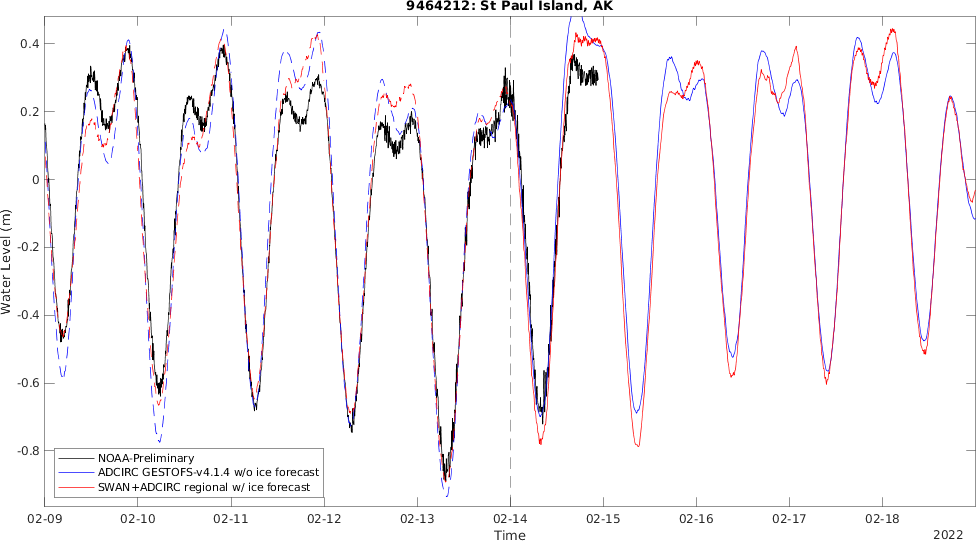 9464212: St Paul Island, AK
Water Level (m)
0.4
0.2
0
-0.2
-0.4
-0.6
-0.8
NOAA-Preliminary
ADCIRC GESTOFS-v4.1.4 w/o ice forecast
SWAN+ADCIRC regional w/ ice forecast
02-09 02-10 02-11 02-12 02-13 02-14 02-15 02-16 02-17 02-18
Time
2022